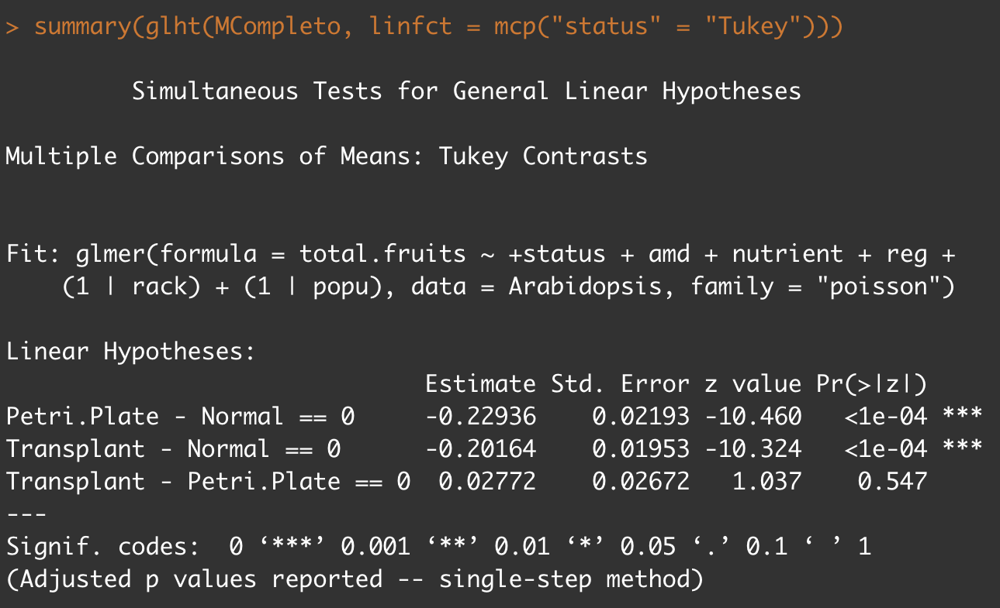 > summary(glht(MCompleto, linfct = mcp("status" = "Tukey")))
Simultaneous Tests for General Linear Hypotheses
Multiple Comparisons of Means: Tukey Contrasts
Fit: glmer(formula = total.fruits ~ +status + amd + nutrient + reg +
(1 | rack) + (1 | popu), data = Arabidopsis, family = "poisson")
Linear Hypotheses:
Estimate Std. Error z value Pr(>|z|)
Petri.Plate - Normal == 0 -0.22936 0.02193 -10.460 <1e-04 ***
Transplant - Normal == 0 -0.20164 0.01953 -10.324 <1e-04 ***
Transplant - Petri.Plate == 0 0.02772 0.02672 1.037 0.547
---
Signif. codes: 0 ‘***’ 0.001 ‘**’ 0.01 ‘*’ 0.05 ‘.’ 0.1 ‘ ’ 1
(Adjusted p values reported -- single-step method)